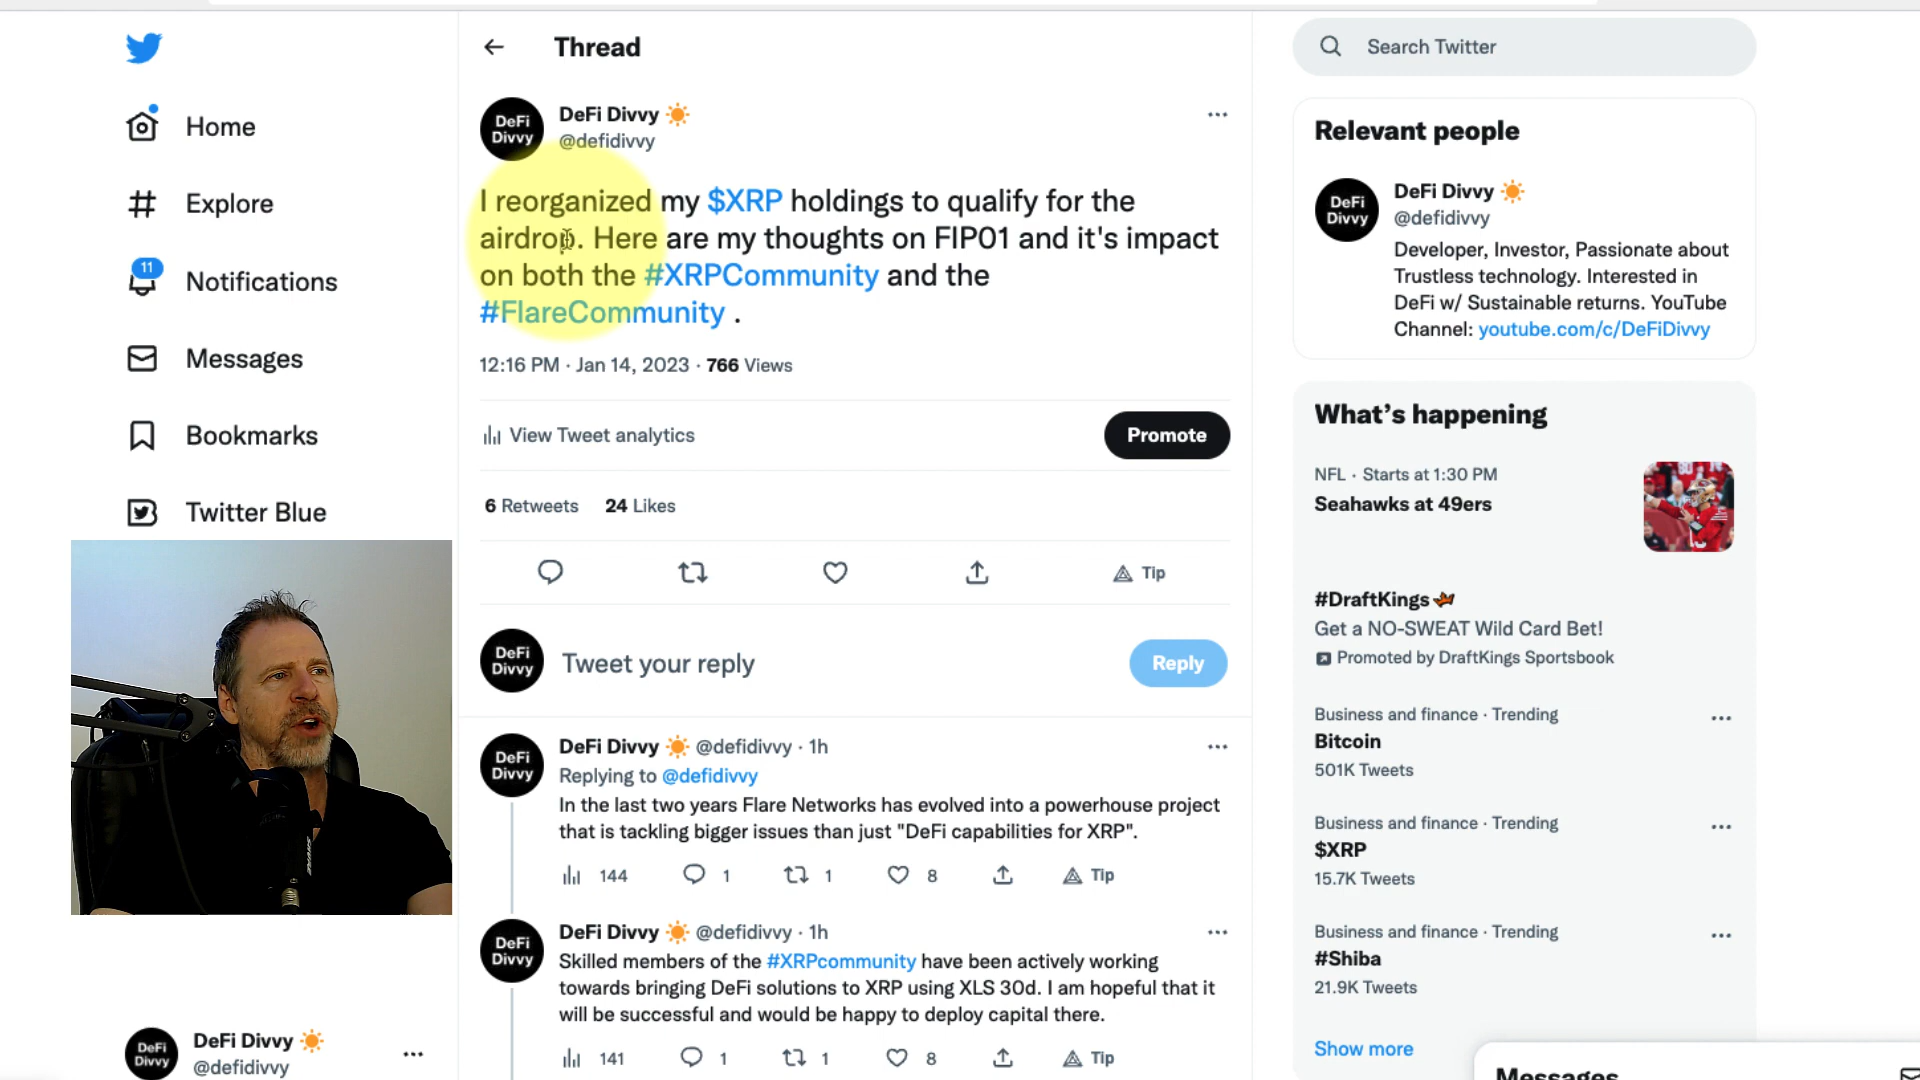 Home
Explore
11
Notifications
Messages
Bookmarks
Twitter Blue
DeFi Divvy
DeFi Divvy
@defidivvy
Thread
DeFi Divvy
DeFi Divvy
@defidivvy
I reorganized my $XRP holdings to qualify for the
airdrop. Here are my thoughts on FIP01 and it's impact
on both the #XRPCommunity and the
#FlareCommunity .
12:16 PM · Jan 14, 2023 · 766 Views
View Tweet analytics
Promote
6 Retweets 24 Likes
Tip
DeFi Divvy
Tweet your reply
Reply
DeFi Divvy
DeFi Divvy @defidivvy · 1h
Replying to @defidivvy
In the last two years Flare Networks has evolved into a powerhouse project
that is tackling bigger issues than just "DeFi capabilities for XRP".
144 1 1 8 Tip
DeFi Divvy
DeFi Divvy @defidivvy · 1h
Skilled members of the #XRPcommunity have been actively working
towards bringing DeFi solutions to XRP using XLS 30d. I am hopeful that it
will be successful and would be happy to deploy capital there.
141 1 1 8 Tip
Search Twitter
Relevant people
DeFi Divvy
DeFi Divvy
@defidivvy
Developer, Investor, Passionate about
Trustless technology. Interested in
DeFi w/ Sustainable returns. YouTube
Channel: youtube.com/c/DeFiDivvy
What's happening
NFL · Starts at 1:30 PM
Seahawks at 49ers
#DraftKings
Get a NO-SWEAT Wild Card Bet!
Promoted by DraftKings Sportsbook
Business and finance · Trending
Bitcoin
501K Tweets
Business and finance · Trending
$XRP
15.7K Tweets
Business and finance · Trending
#Shiba
21.9K Tweets
Show more
Messages